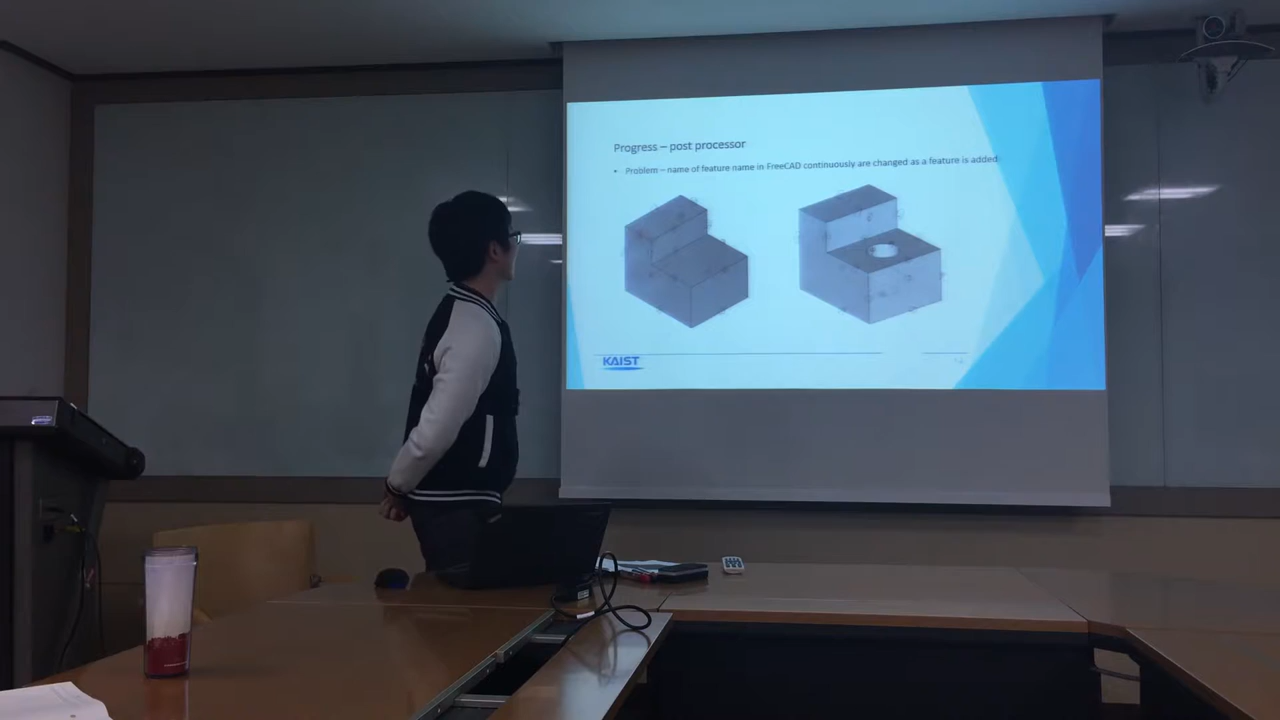 Progress – post processor
• Problem – name of feature name in FreeCAD continuously are changed as a feature is added
KAIST